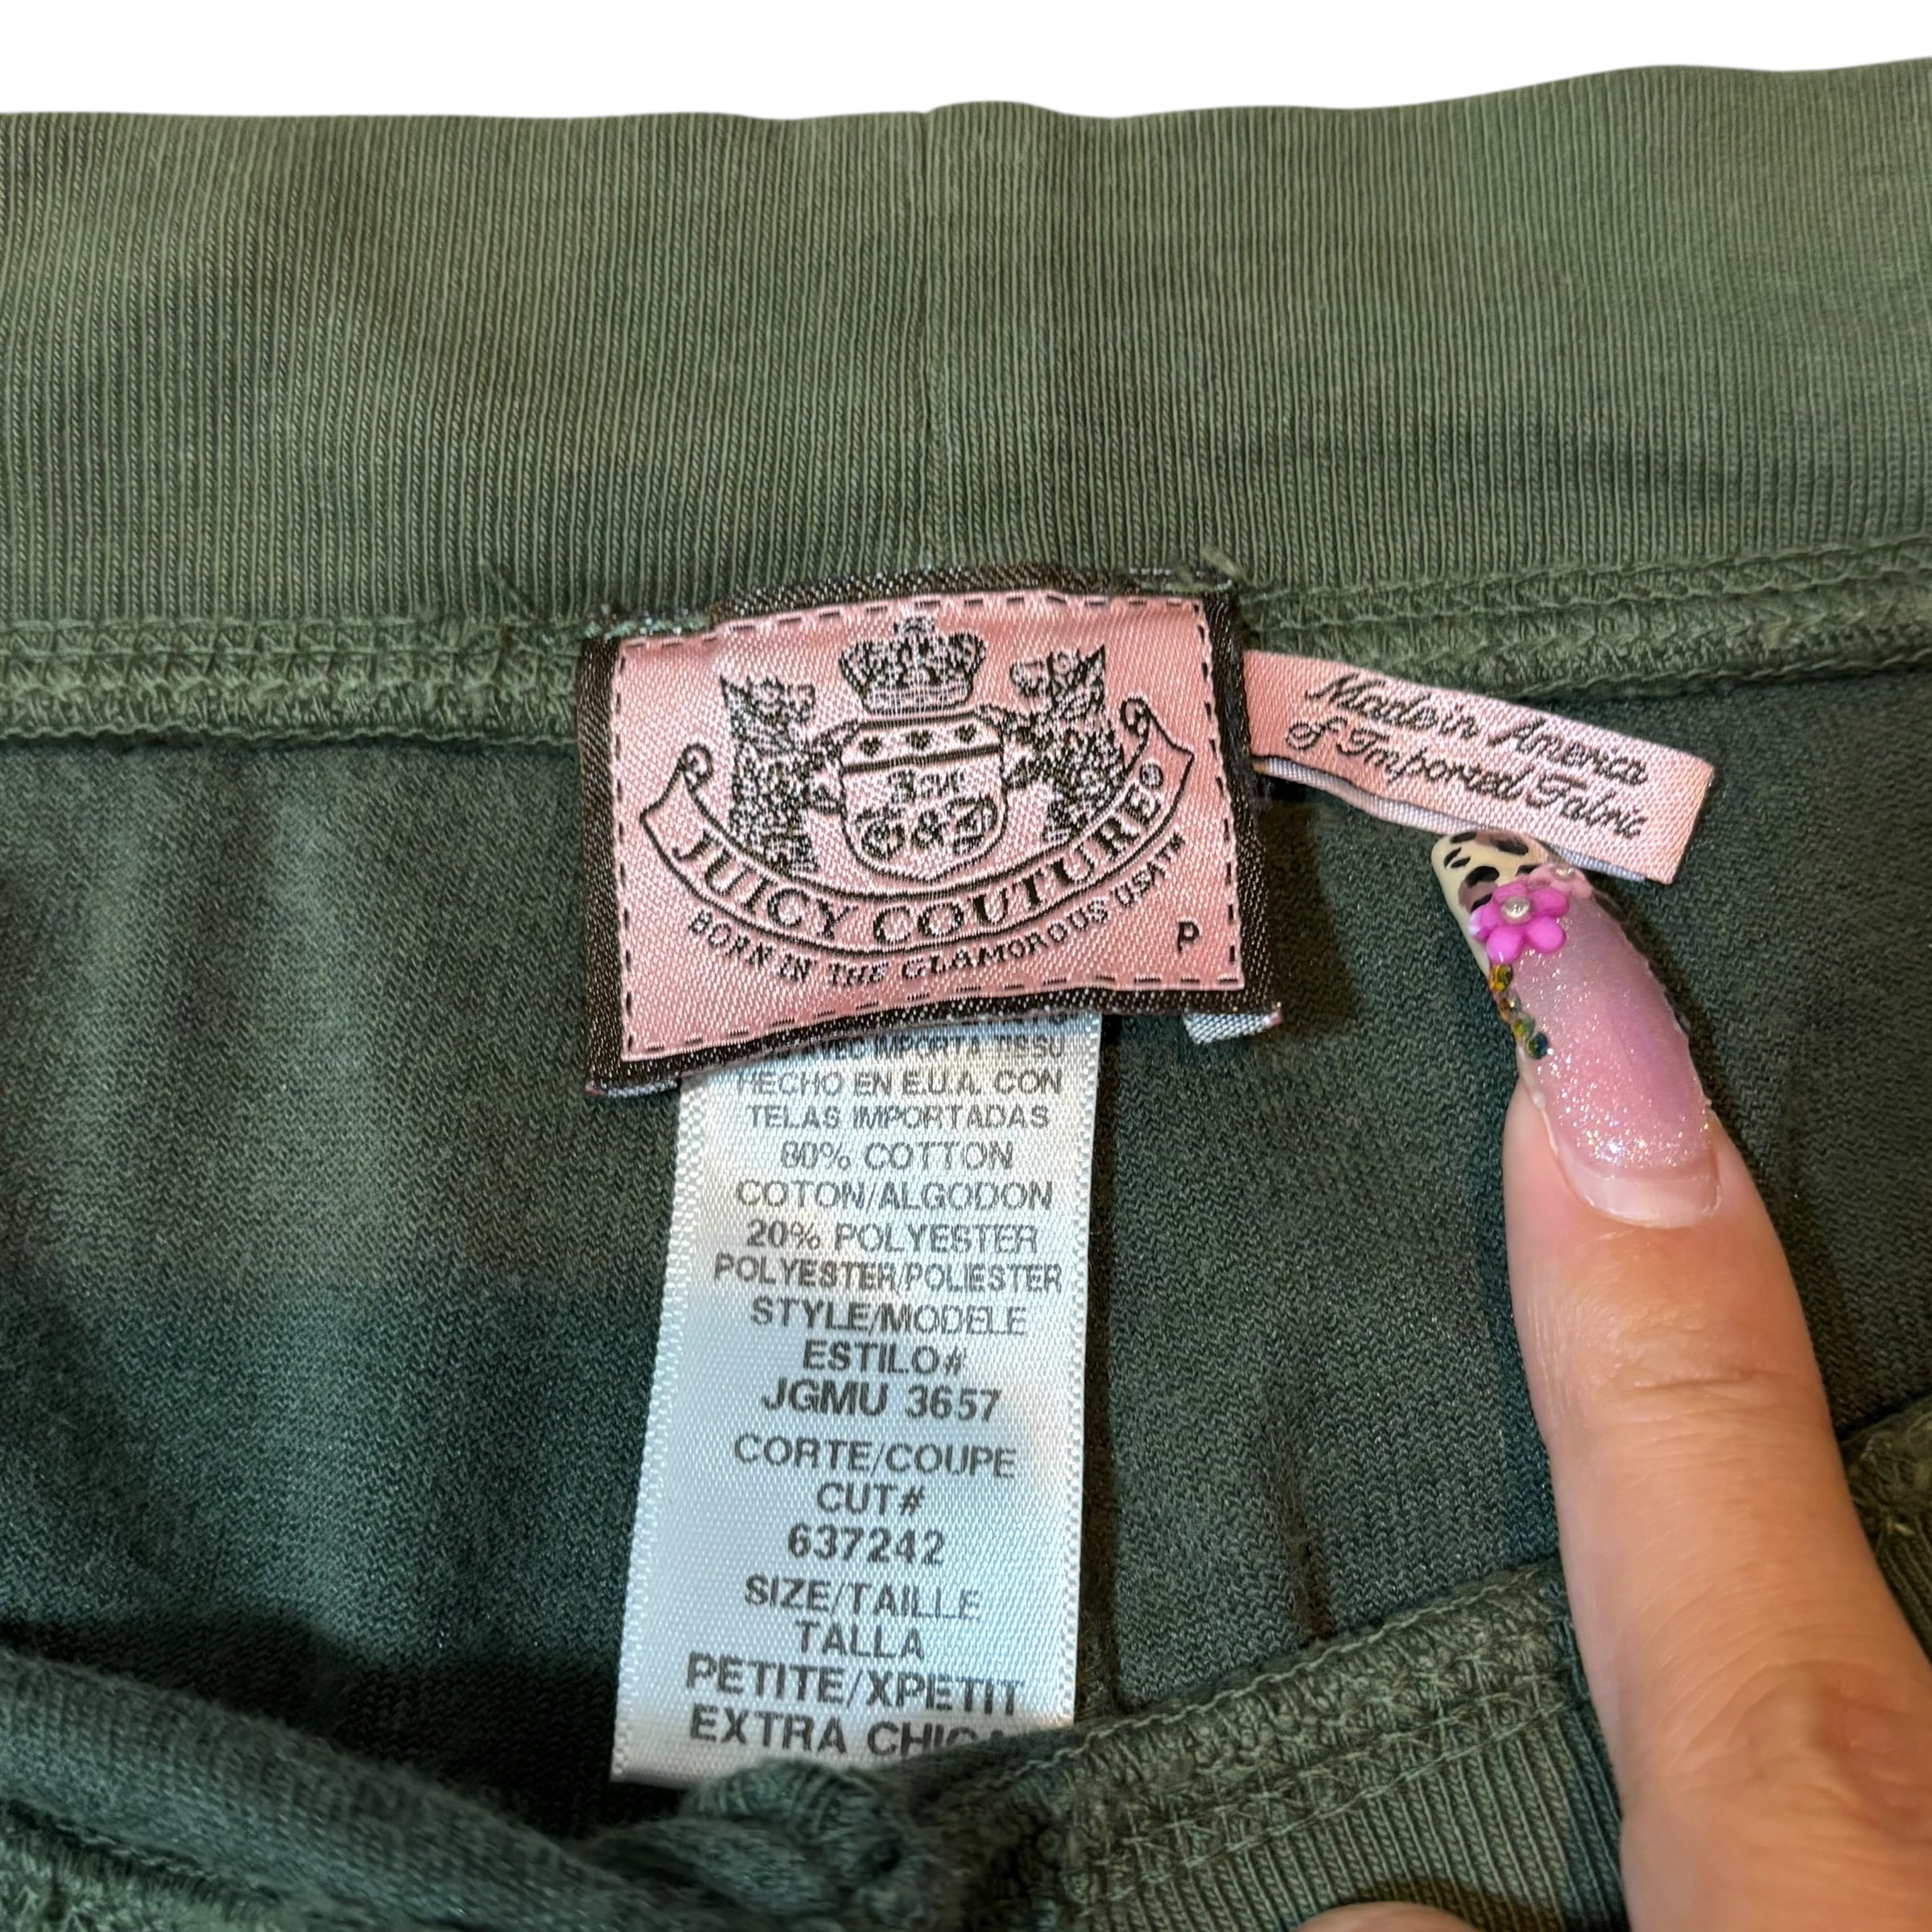 JUICY COUTURE®
BORN IN THE GLAMOROUS USA™
P
Made in America
of Imported Fabric
HECHO EN E.U.A. CON
TELAS IMPORTADAS
80% COTTON
COTON/ALGODON
20% POLYESTER
POLYESTER/POLIESTER
STYLE/MODELE
ESTILO#
JGMU 3657
CORTE/COUPE
CUT#
637242
SIZE/TAILLE
TALLA
PETITE/XPETIT
EXTRA